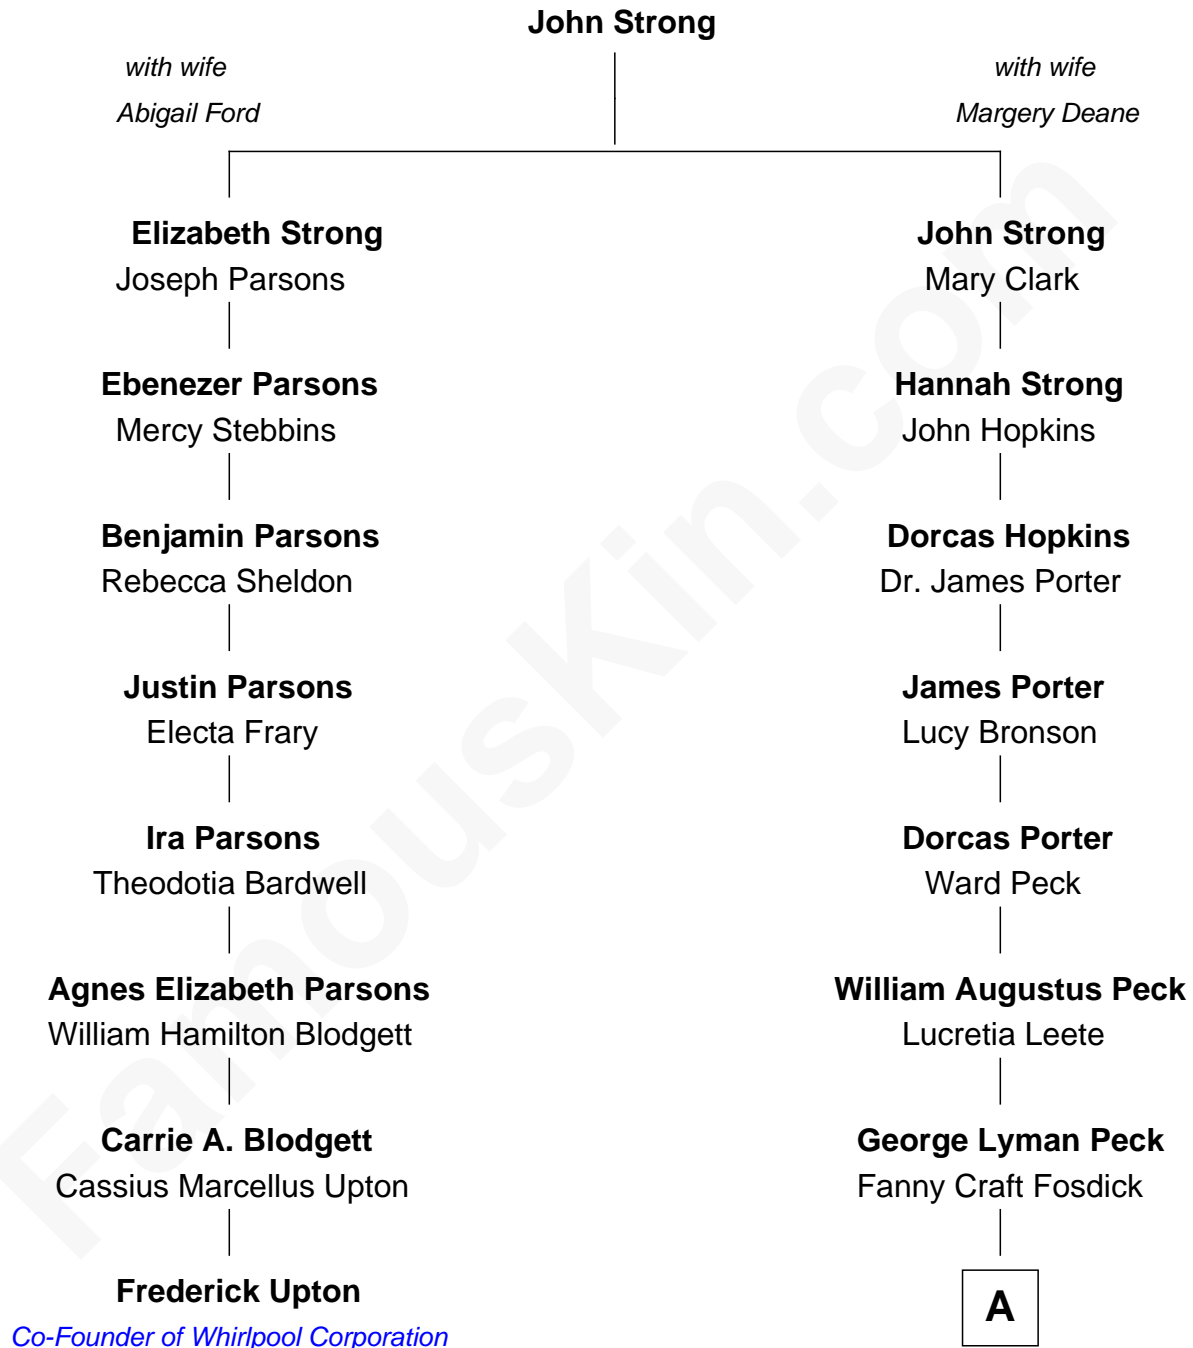 John Strong
with wife
Abigail Ford
with wife
Margery Deane
Elizabeth Strong
Joseph Parsons
John Strong
Mary Clark
Ebenezer Parsons
Mercy Stebbins
Hannah Strong
John Hopkins
Benjamin Parsons
Rebecca Sheldon
Dorcas Hopkins
Dr. James Porter
Justin Parsons
Electa Frary
James Porter
Lucy Bronson
Ira Parsons
Theodotia Bardwell
Dorcas Porter
Ward Peck
Agnes Elizabeth Parsons
William Hamilton Blodgett
William Augustus Peck
Lucretia Leete
Carrie A. Blodgett
Cassius Marcellus Upton
George Lyman Peck
Fanny Craft Fosdick
Frederick Upton
Co-Founder of Whirlpool Corporation
A
FamousKin.com